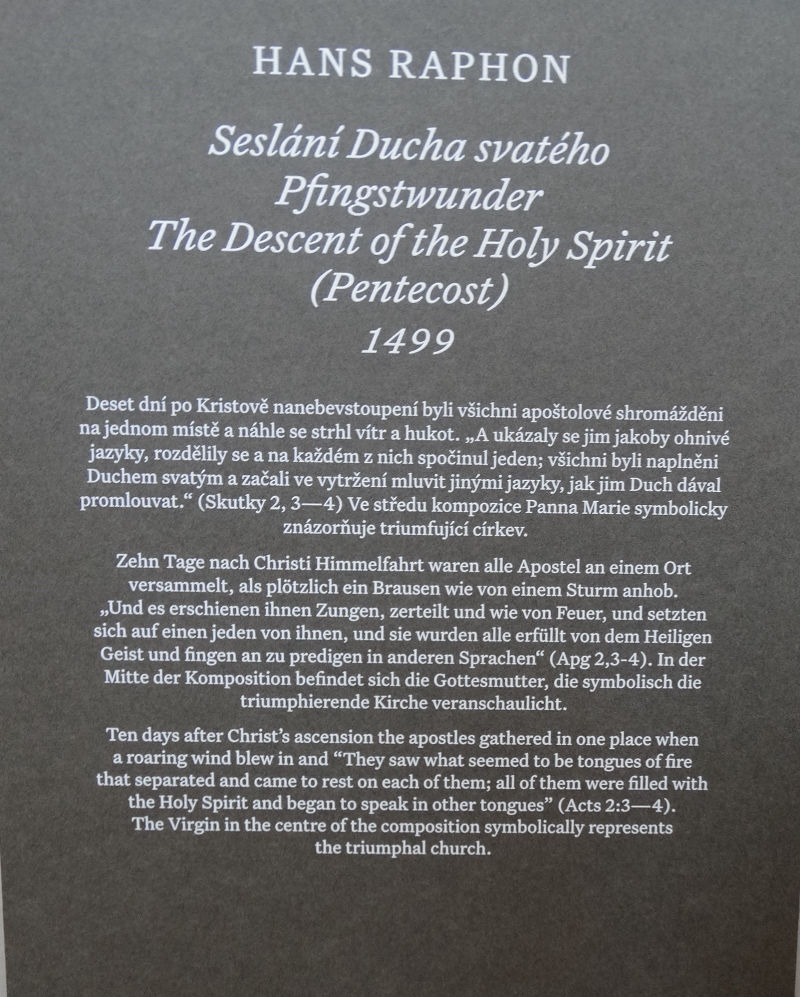 HANS RAPHON
Seslání Ducha svatého
Pfingstwunder
The Descent of the Holy Spirit
(Pentecost)
1499
Deset dní po Kristově nanebevstoupení byli všichni apoštolové shromážděni
na jednom místě a náhle se strhl vítr a hukot. „A ukázaly se jim jakoby ohnivé
jazyky, rozdělily se a na každém z nich spočinul jeden; všichni byli naplněni
Duchem svatým a začali ve vytržení mluvit jinými jazyky, jak jim Duch dával
promlouvat.“ (Skutky 2, 3—4) Ve středu kompozice Panna Marie symbolicky
znázorňuje triumfující církev.
Zehn Tage nach Christi Himmelfahrt waren alle Apostel an einem Ort
versammelt, als plötzlich ein Brausen wie von einem Sturm anhob.
„Und es erschienen ihnen Zungen, zerteilt und wie von Feuer, und setzten
sich auf einen jeden von ihnen, und sie wurden alle erfüllt von dem Heiligen
Geist und fingen an zu predigen in anderen Sprachen“ (Apg 2,3-4). In der
Mitte der Komposition befindet sich die Gottesmutter, die symbolisch die
triumphierende Kirche veranschaulicht.
Ten days after Christ’s ascension the apostles gathered in one place when
a roaring wind blew in and “They saw what seemed to be tongues of fire
that separated and came to rest on each of them; all of them were filled with
the Holy Spirit and began to speak in other tongues” (Acts 2:3—4).
The Virgin in the centre of the composition symbolically represents
the triumphal church.